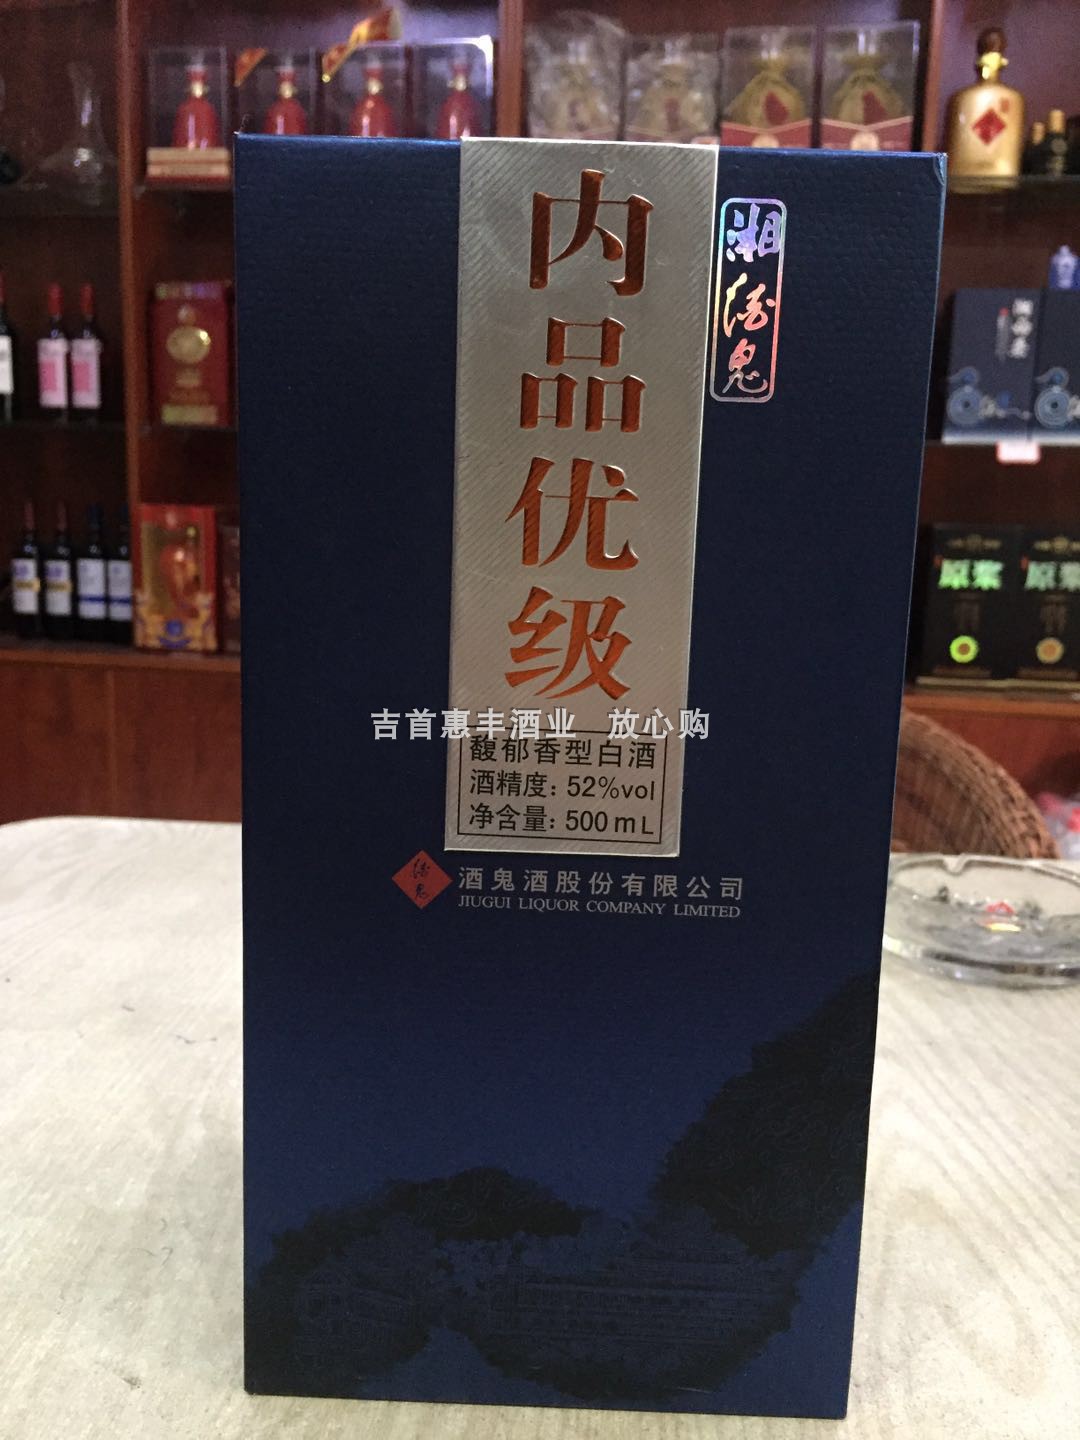 内品优级
湘酒鬼
吉首惠丰酒业 放心购
馥郁香型白酒
酒精度: 52%vol
净含量: 500mL
酒鬼
酒鬼酒股份有限公司
JIUGUI LIQUOR COMPANY LIMITED
原浆
原浆